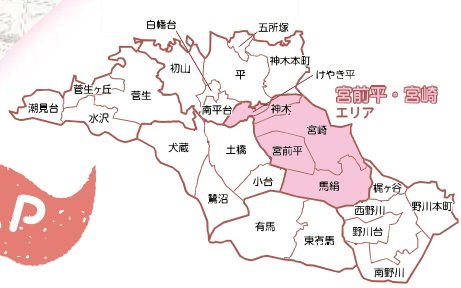 白幡台
五所塚
初山
平
神木本町
けやき平
菅生ヶ丘
菅生
潮見台
水沢
南平台
神木
宮前平・宮崎
エリア
宮崎
犬蔵
土橋
宮前平
小台
馬絹
梶ヶ谷
鷺沼
西野川
野川本町
有馬
東有馬
野川台
南野川
AP